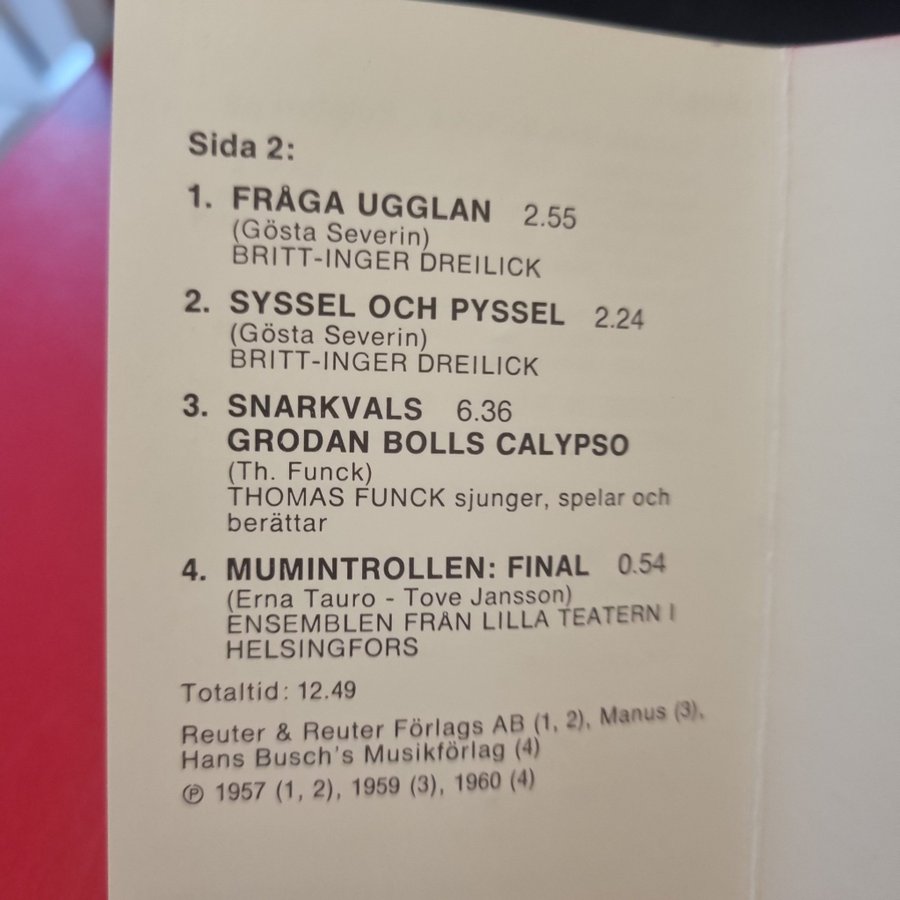 Sida 2:
1. FRÅGA UGGLAN 2.55
(Gösta Severin)
BRITT-INGER DREILICK
2. SYSSEL OCH PYSSEL 2.24
(Gösta Severin)
BRITT-INGER DREILICK
3. SNARKVALS 6.36
GRODAN BOLLS CALYPSO
(Th. Funck)
THOMAS FUNCK sjunger, spelar och
berättar
4. MUMINTROLLEN: FINAL 0.54
(Erna Tauro - Tove Jansson)
ENSEMBLEN FRÅN LILLA TEATERN I
HELSINGFORS
Totaltid: 12.49
Reuter & Reuter Förlags AB (1, 2), Manus (3),
Hans Busch's Musikförlag (4)
℗ 1957 (1, 2), 1959 (3), 1960 (4)